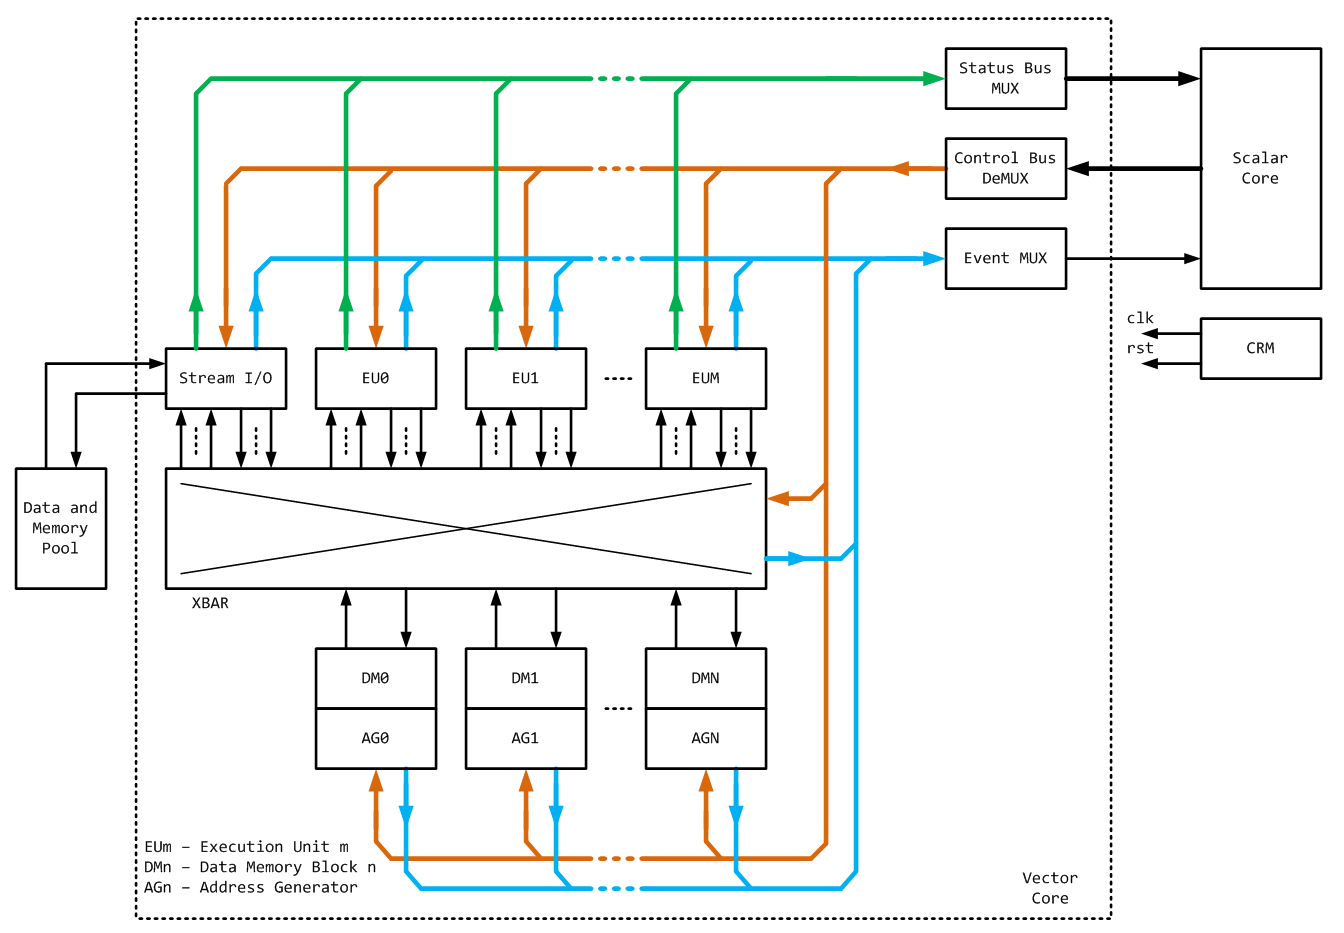 Status Bus
MUX
Control Bus
DeMUX
Scalar
Core
Event MUX
clk
rst
CRM
Stream I/O
EU0
EU1
EUM
Data and
Memory
Pool
XBAR
DM0
DM1
DMN
AG0
AG1
AGN
EUm – Execution Unit m
DMn – Data Memory Block n
AGn – Address Generator
Vector
Core